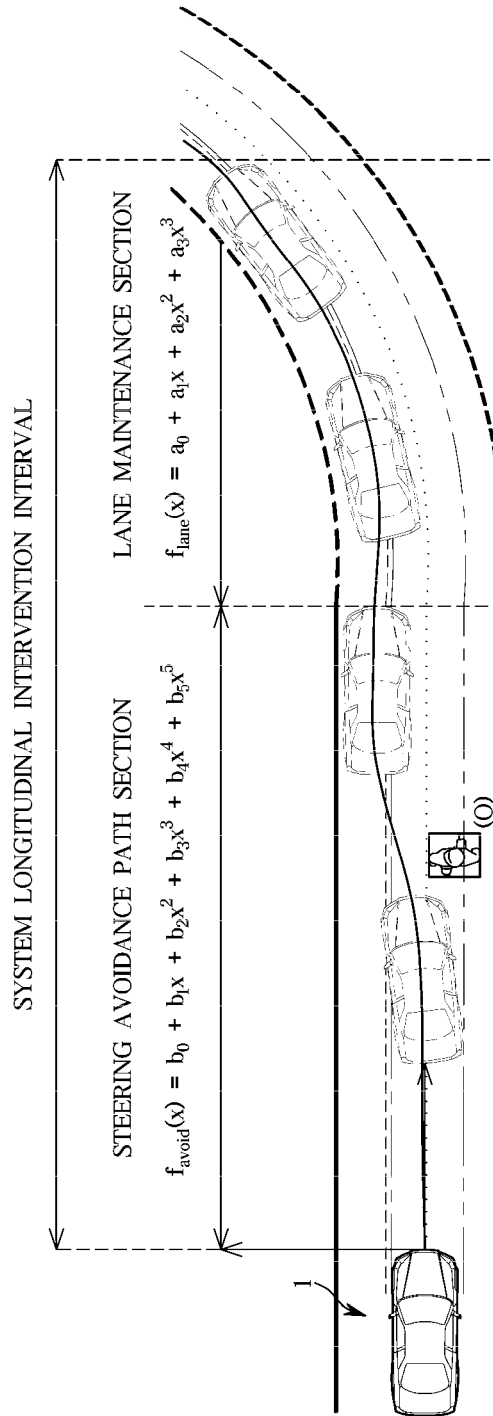 SYSTEM LONGITUDINAL INTERVENTION INTERVAL
STEERING AVOIDANCE PATH SECTION
f_avoid(x) = b₀ + b₁x + b₂x² + b₃x³ + b₄x⁴ + b₅x⁵
LANE MAINTENANCE SECTION
f_lane(x) = a₀ + a₁x + a₂x² + a₃x³
1
(O)